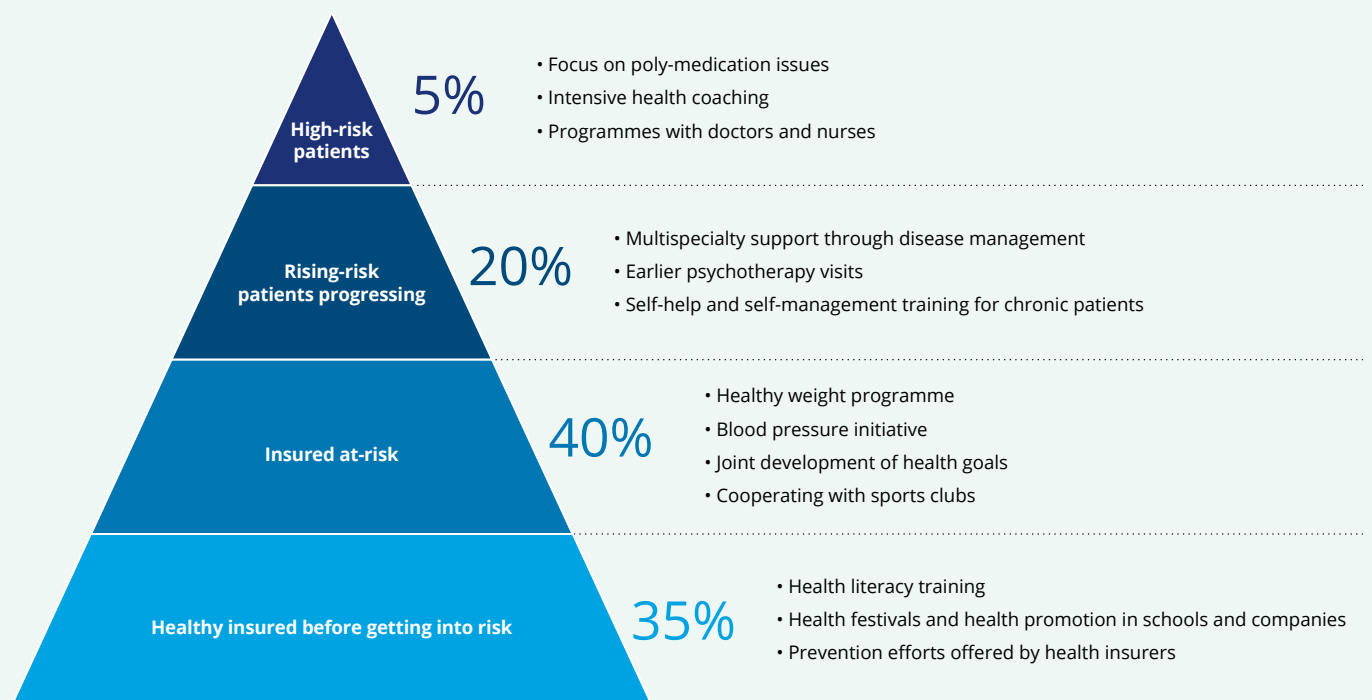 High-risk
patients
5%
• Focus on poly-medication issues
• Intensive health coaching
• Programmes with doctors and nurses
Rising-risk
patients progressing
20%
• Multispecialty support through disease management
• Earlier psychotherapy visits
• Self-help and self-management training for chronic patients
Insured at-risk
40%
• Healthy weight programme
• Blood pressure initiative
• Joint development of health goals
• Cooperating with sports clubs
Healthy insured before getting into risk
35%
• Health literacy training
• Health festivals and health promotion in schools and companies
• Prevention efforts offered by health insurers